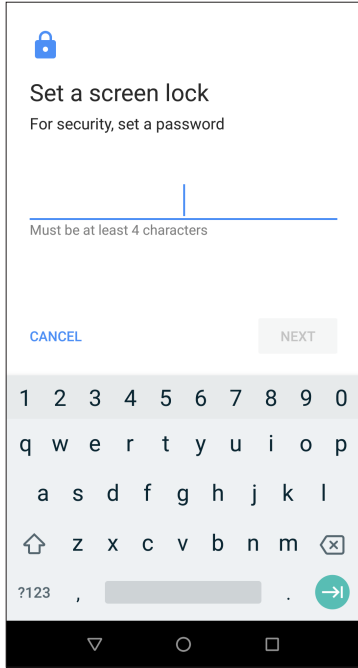 Set a screen lock
For security, set a password
Must be at least 4 characters
CANCEL NEXT
1 2 3 4 5 6 7 8 9 0
q w e r t y u i o p
a s d f g h j k l
z x c v b n m
?123 , .